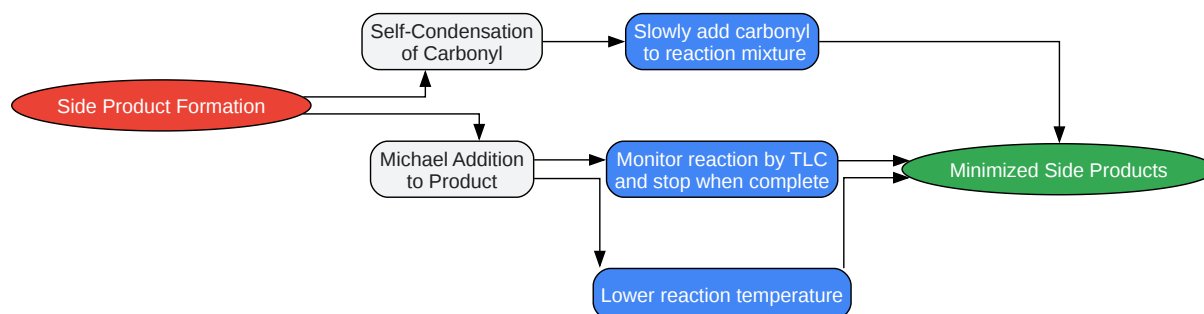 Self-Condensation
of Carbonyl
Slowly add carbonyl
to reaction mixture
Side Product Formation
Michael Addition
to Product
Monitor reaction by TLC
and stop when complete
Minimized Side Products
Lower reaction temperature